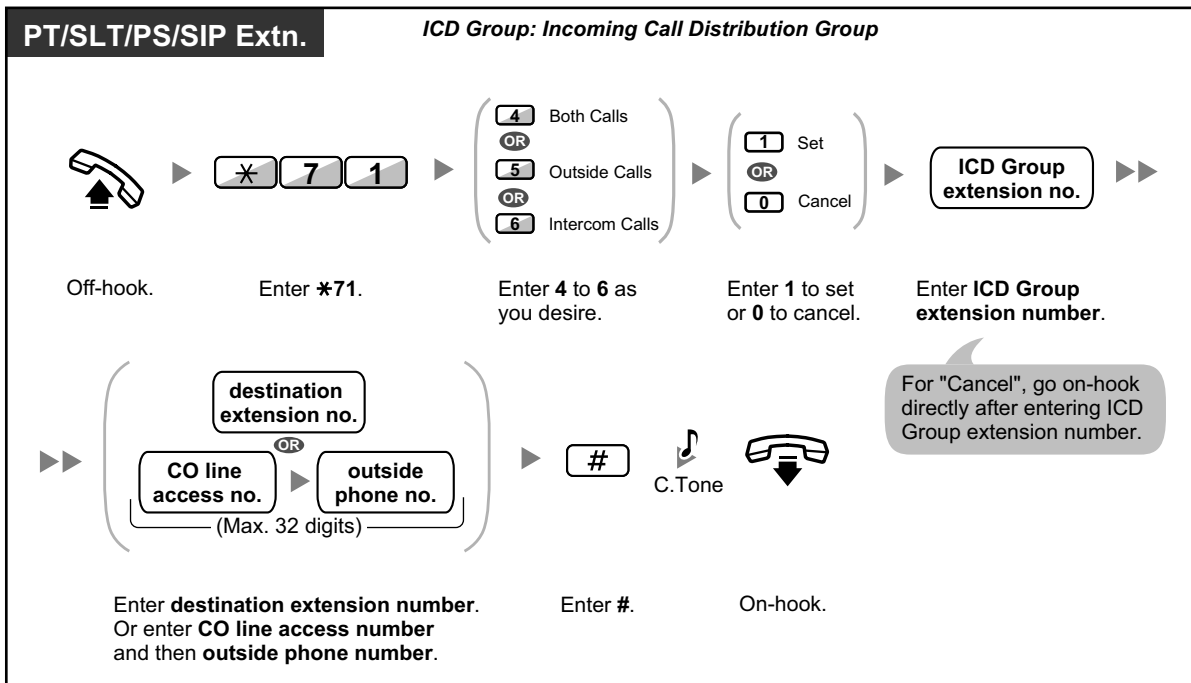 PT/SLT/PS/SIP Extn.
ICD Group: Incoming Call Distribution Group
4 Both Calls
OR
5 Outside Calls
OR
6 Intercom Calls
1 Set
OR
0 Cancel
ICD Group
extension no.
* 7 1
Off-hook.
Enter *71.
Enter 4 to 6 as
you desire.
Enter 1 to set
or 0 to cancel.
Enter ICD Group
extension number.
For "Cancel", go on-hook
directly after entering ICD
Group extension number.
destination
extension no.
OR
CO line
access no.
outside
phone no.
(Max. 32 digits)
#
C.Tone
Enter destination extension number.
Or enter CO line access number
and then outside phone number.
Enter #.
On-hook.